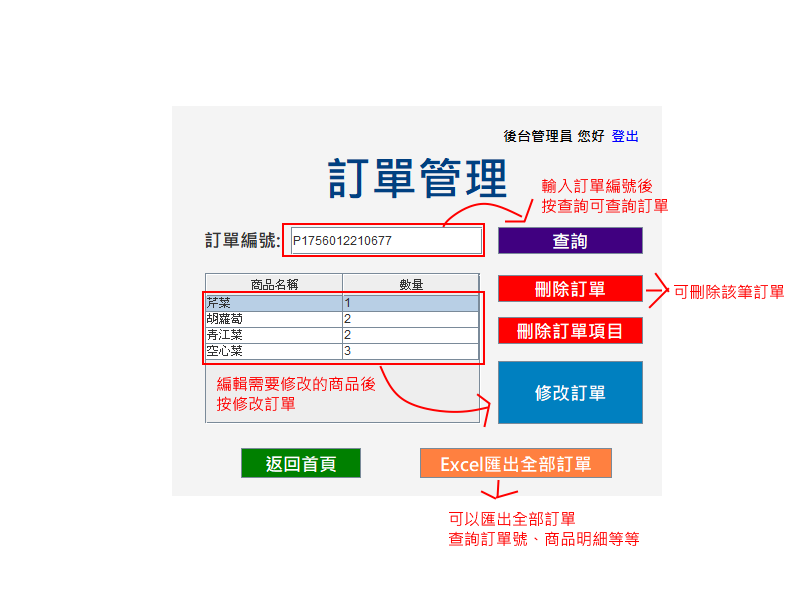 後台管理員 您好 登出
訂單管理
輸入訂單編號後
按查詢可查詢訂單
訂單編號: P1756012210677 查詢
商品名稱 數量
芹菜 1
胡蘿蔔 2
青江菜 2
空心菜 3
刪除訂單
可刪除該筆訂單
刪除訂單項目
編輯需要修改的商品後
按修改訂單
修改訂單
返回首頁 Excel匯出全部訂單
可以匯出全部訂單
查詢訂單號、商品明細等等